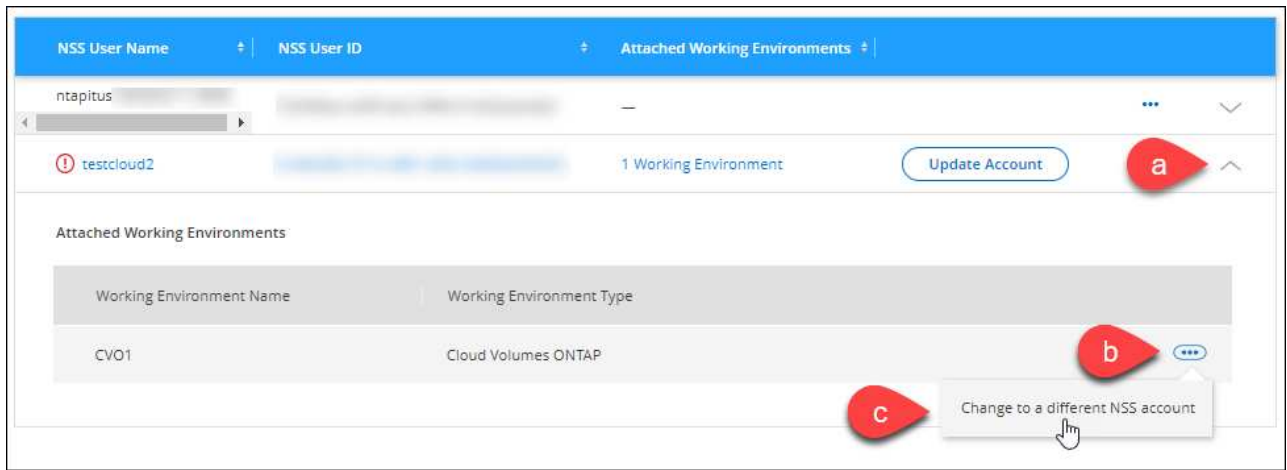 NSS User Name NSS User ID Attached Working Environments
ntapitus —
testcloud2 1 Working Environment Update Account a
Attached Working Environments
Working Environment Name Working Environment Type
CVO1 Cloud Volumes ONTAP b
c Change to a different NSS account